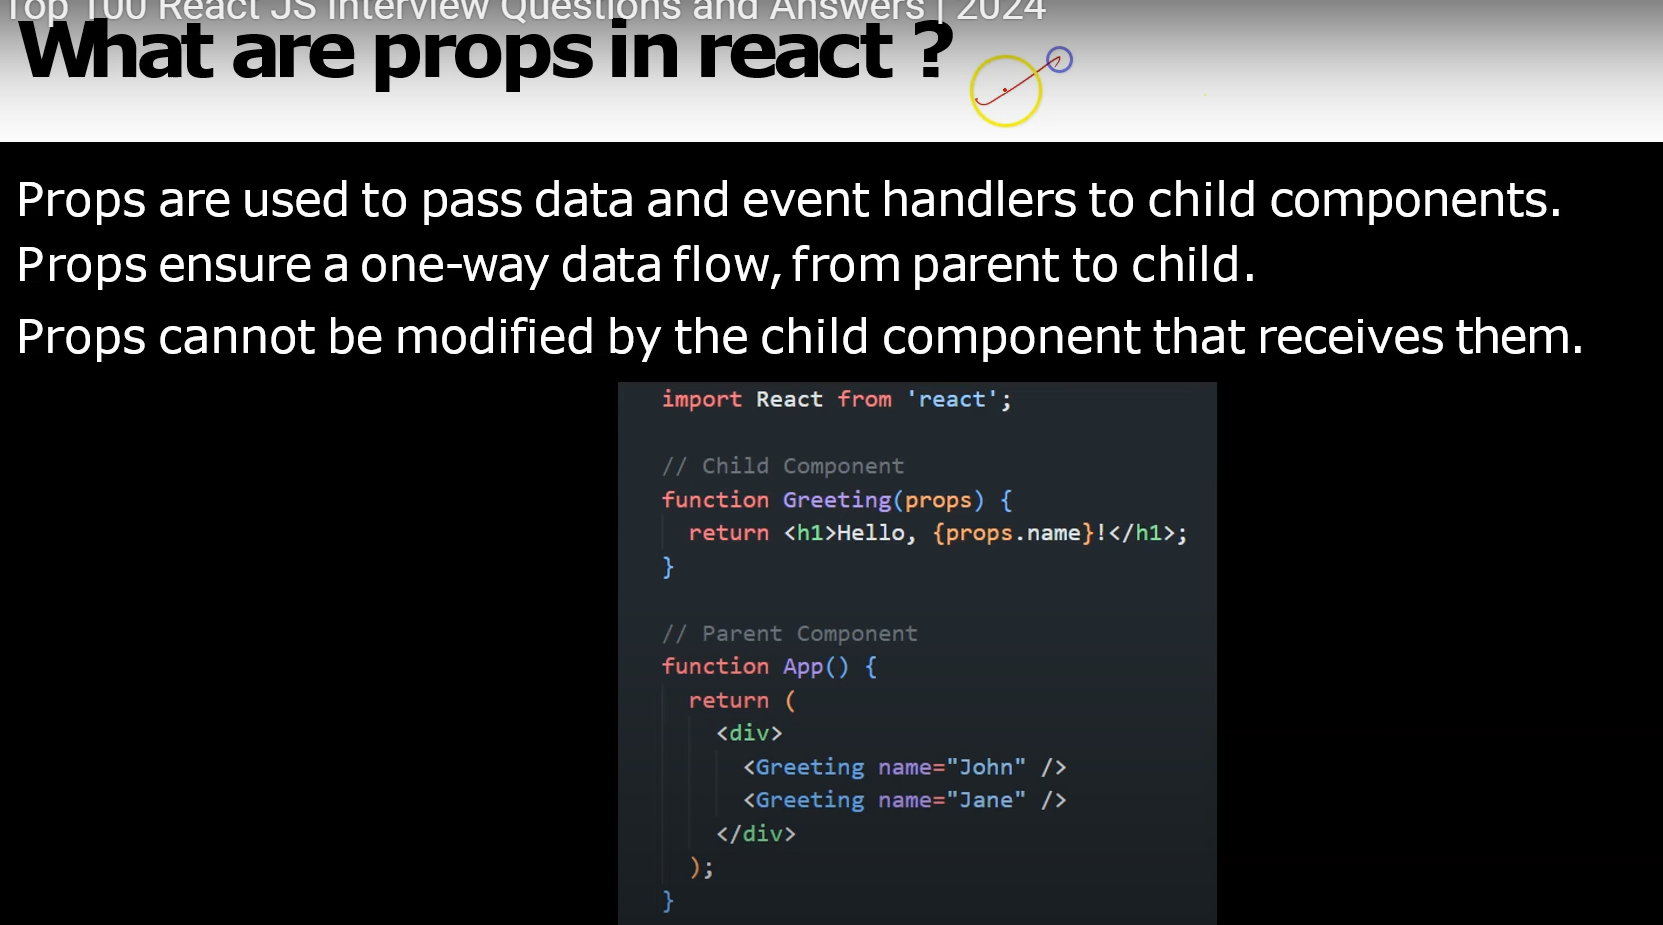 Top 100 React JS Interview Questions and Answers | 2024
What are props in react ?
Props are used to pass data and event handlers to child components.
Props ensure a one-way data flow, from parent to child.
Props cannot be modified by the child component that receives them.
import React from 'react';
// Child Component
function Greeting(props) {
return <h1>Hello, {props.name}!</h1>;
}
// Parent Component
function App() {
return (
<div>
<Greeting name="John" />
<Greeting name="Jane" />
</div>
);
}